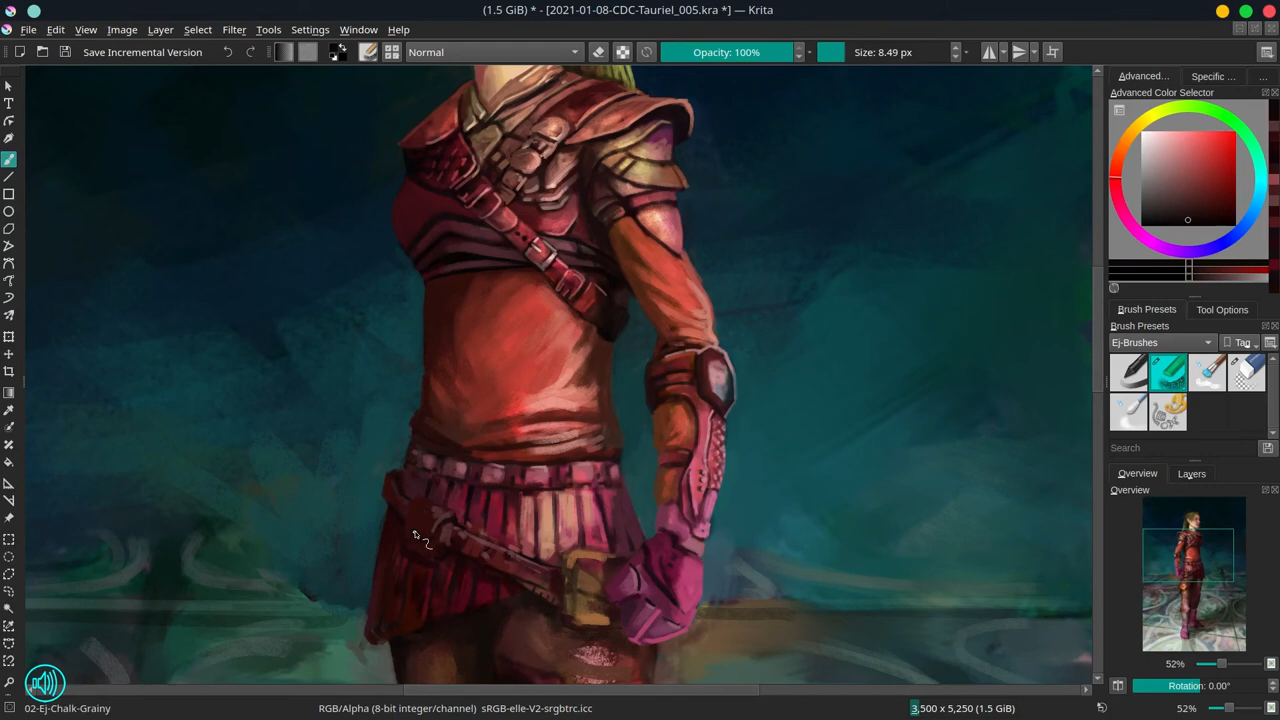 (1.5 GiB) * - [2021-01-08-CDC-Tauriel_005.kra *] — Krita
File Edit View Image Layer Select Filter Tools Settings Window Help
Save Incremental Version Normal Opacity: 100% Size: 8.49 px
Advanced... Specific ... ...
Advanced Color Selector
Brush Presets Tool Options
Brush Presets
Ej-Brushes Tag
Search
Overview Layers
Overview
52%
Rotation: 0.00°
02-Ej-Chalk-Grainy RGB/Alpha (8-bit integer/channel) sRGB-elle-V2-srgbtrc.icc 3,500 x 5,250 (1.5 GiB) 52%